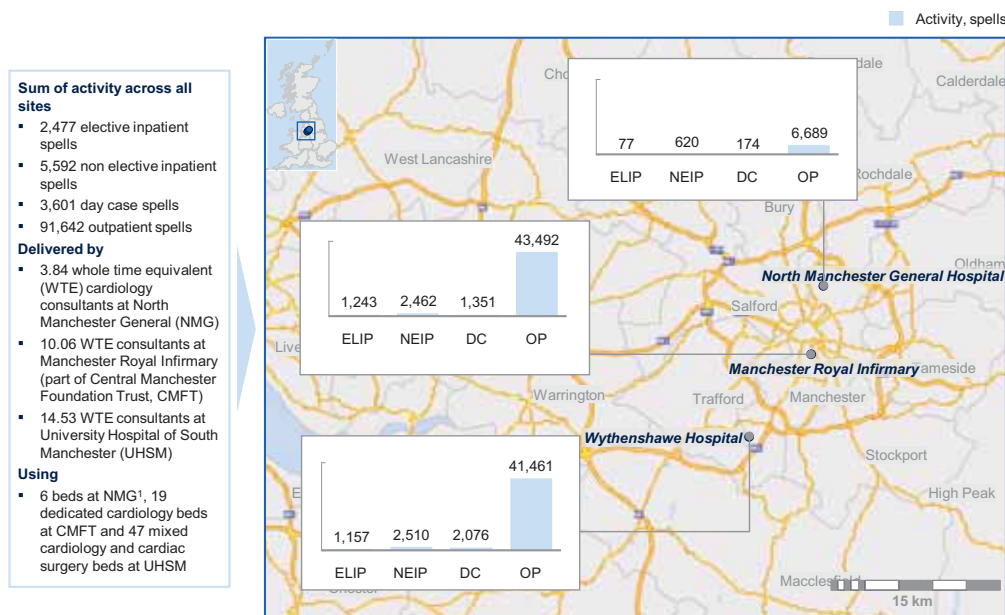 Activity, spells
Sum of activity across all
sites
▪ 2,477 elective inpatient
spells
▪ 5,592 non elective inpatient
spells
▪ 3,601 day case spells
▪ 91,642 outpatient spells
Delivered by
▪ 3.84 whole time equivalent
(WTE) cardiology
consultants at North
Manchester General (NMG)
▪ 10.06 WTE consultants at
Manchester Royal Infirmary
(part of Central Manchester
Foundation Trust, CMFT)
▪ 14.53 WTE consultants at
University Hospital of South
Manchester (UHSM)
Using
▪ 6 beds at NMG¹, 19
dedicated cardiology beds
at CMFT and 47 mixed
cardiology and cardiac
surgery beds at UHSM
Calderdale
West Lancashire
77 620 174 6,689
ELIP NEIP DC OP
Rochdale
Bury
Oldham
North Manchester General Hospital
Salford
1,243 2,462 1,351 43,492
ELIP NEIP DC OP
Manchester Royal Infirmary
Tameside
Warrington
Trafford
Manchester
Wythenshawe Hospital
Stockport
High Peak
1,157 2,510 2,076 41,461
ELIP NEIP DC OP
Macclesfield
15 km